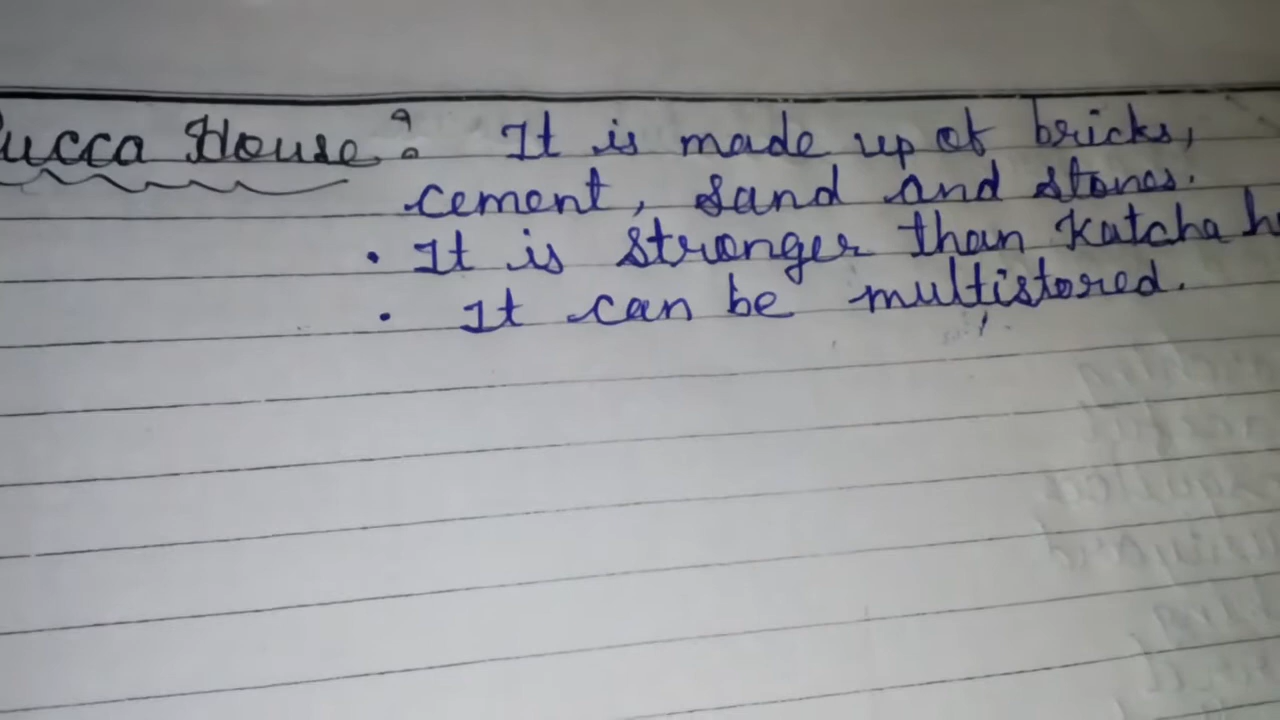 Pucca House: It is made up of bricks,
cement, sand and stones.
• It is stronger than Katcha h
• It can be multistored.